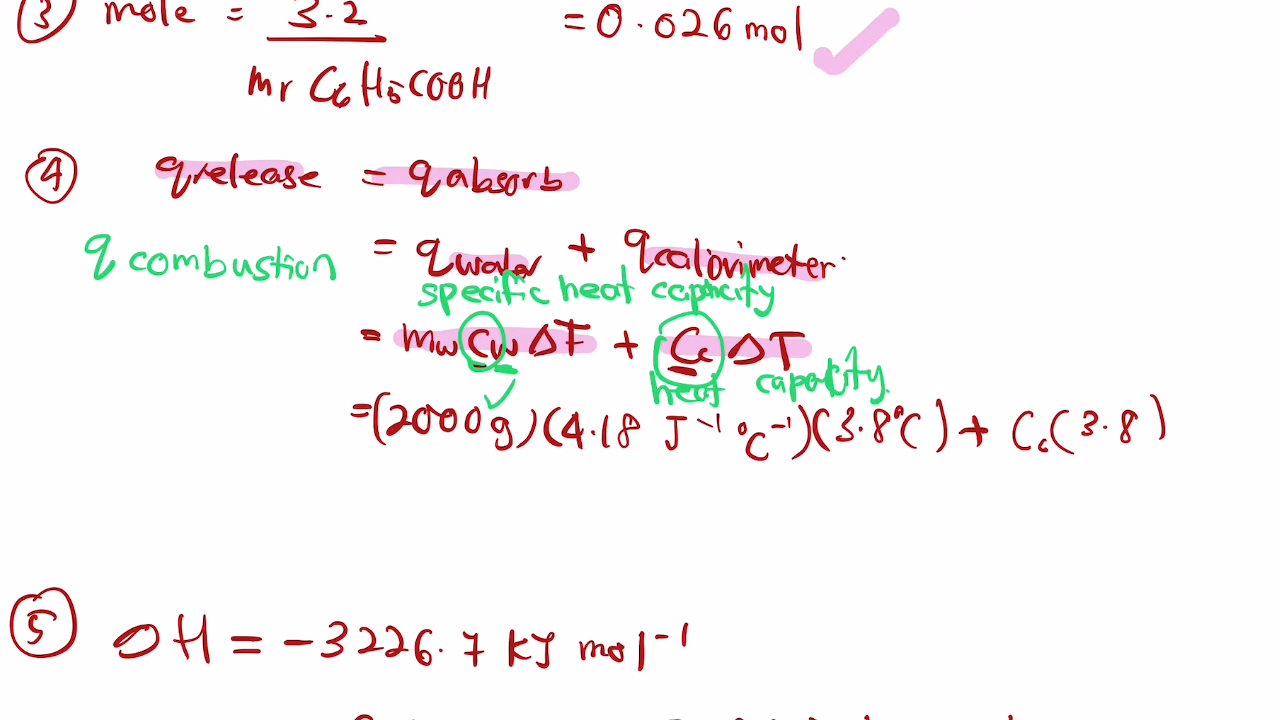 ③ mole = 3.2 = 0.026 mol
mr C₆H₅COOH
④ qrelease = qabsorb
q combustion = qwater + qcalorimeter.
specific heat capacity
= mwCwΔT + CcΔT
heat capacity.
=(2000g)(4.18 J⁻¹ °C⁻¹)(3.8°C) + Cc(3.8)
⑤ ΔH = -3226.7 KJ mol⁻¹